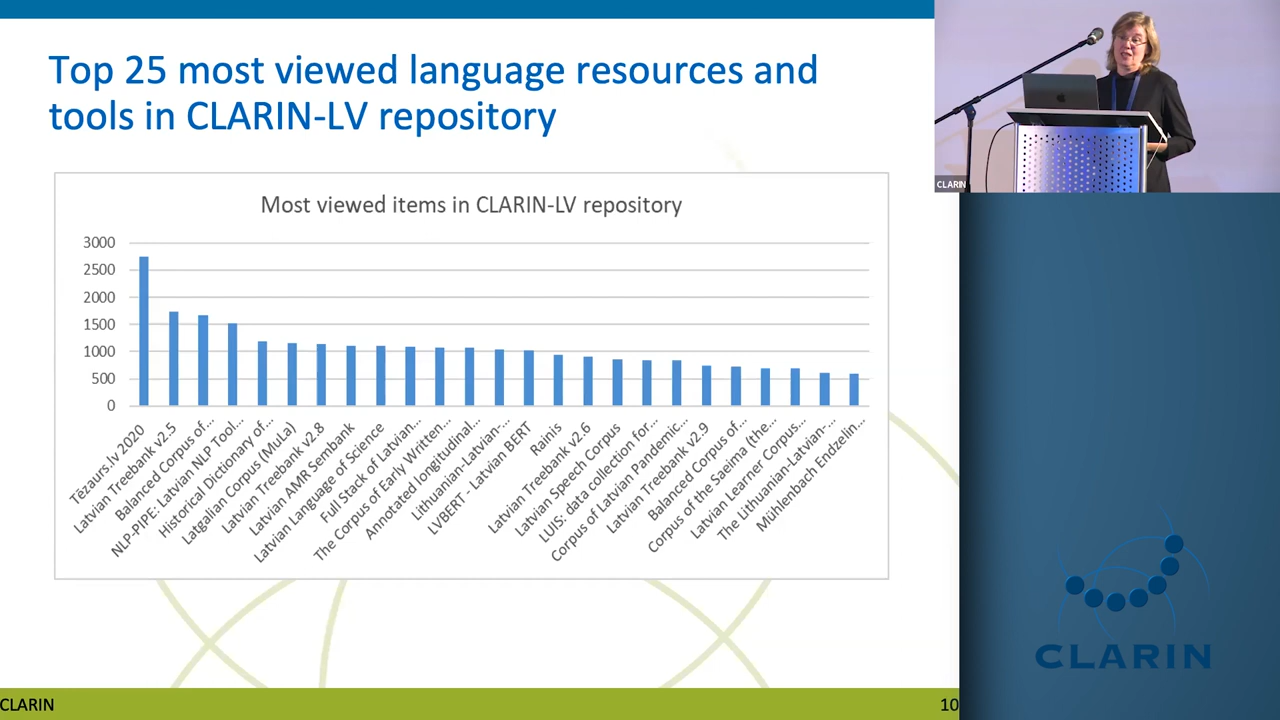 Top 25 most viewed language resources and
tools in CLARIN-LV repository
Most viewed items in CLARIN-LV repository
3000
2500
2000
1500
1000
500
0
Tēzaurs.lv 2020
Latvian Treebank v2.5
Balanced Corpus of...
NLP-PIPE: Latvian NLP Tool...
Historical Dictionary of...
Latgalian Corpus (MuLa)
Latvian Treebank v2.8
Latvian AMR Sembank
Latvian Language of Science
Full Stack of Latvian...
The Corpus of Early Written...
Annotated longitudinal...
Lithuanian-Latvian-...
LVBERT - Latvian BERT
Rainis
Latvian Treebank v2.6
Latvian Speech Corpus
LUIS: data collection for...
Corpus of Latvian Pandemic...
Latvian Treebank v2.9
Balanced Corpus of...
Corpus of the Saeima (the...
Latvian Learner Corpus...
The Lithuanian-Latvian-...
Mühlenbach Endzelin...
CLARIN
10
CLARIN
CLARIN